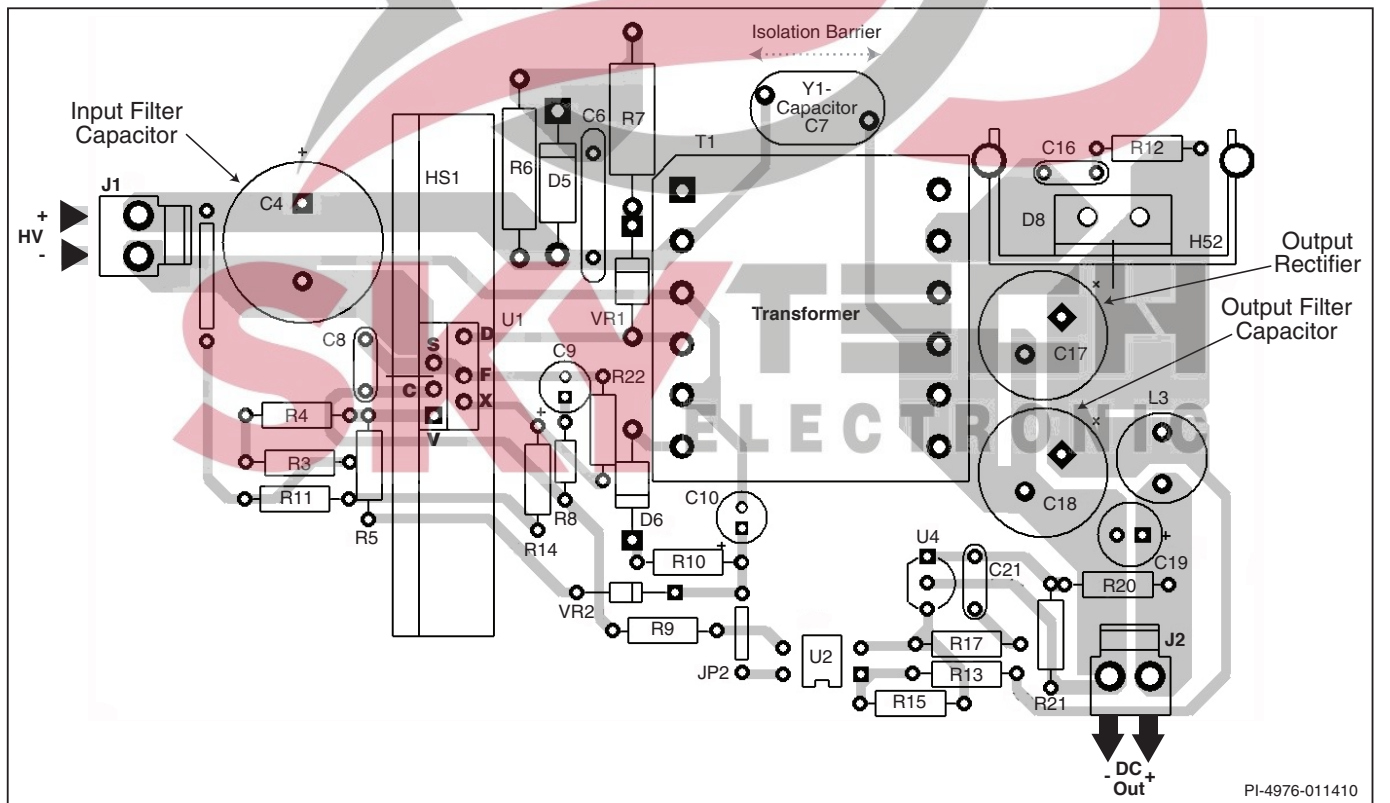 Isolation Barrier
Y1-
Capacitor
C7
Input Filter
Capacitor
+
C4
J1
+
HV
-
HS1
R6
D5
C6
R7
T1
C16
R12
D8
H52
Output
Rectifier
Output Filter
Capacitor
SKYTECH
ELECTRONIC
Transformer
VR1
U1
C8
S
D
C
F
X
V
C9
+
R22
C17
C18
L3
R4
R3
R11
R5
R14
R8
D6
C10
+
R10
VR2
R9
JP2
U2
U4
C21
R17
R13
R15
R21
R20
C19
+
J2
- DC +
Out
PI-4976-011410